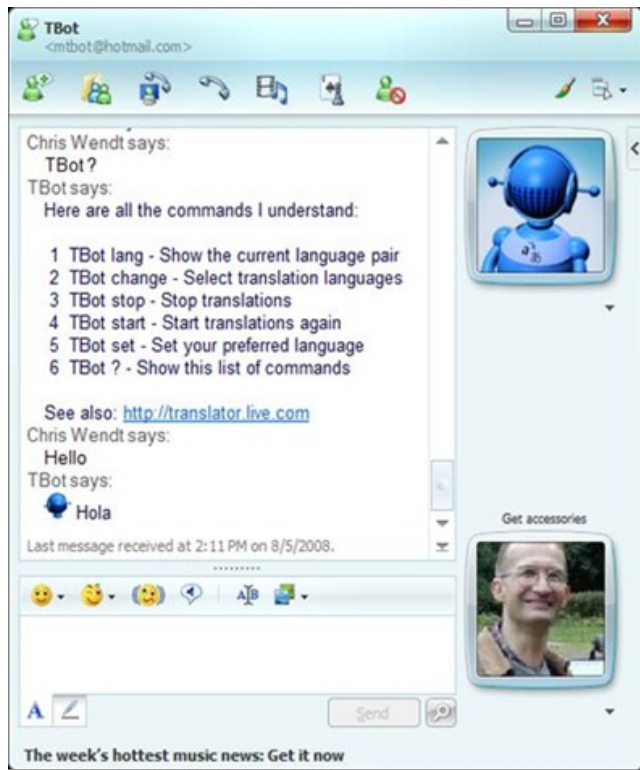 TBot
<mtbot@hotmail.com>
Chris Wendt says:
TBot?
TBot says:
Here are all the commands I understand:
1 TBot lang - Show the current language pair
2 TBot change - Select translation languages
3 TBot stop - Stop translations
4 TBot start - Start translations again
5 TBot set - Set your preferred language
6 TBot ? - Show this list of commands
See also: http://translator.live.com
Chris Wendt says:
Hello
TBot says:
Hola
Last message received at 2:11 PM on 8/5/2008.
Get accessories
A
Send
The week's hottest music news: Get it now